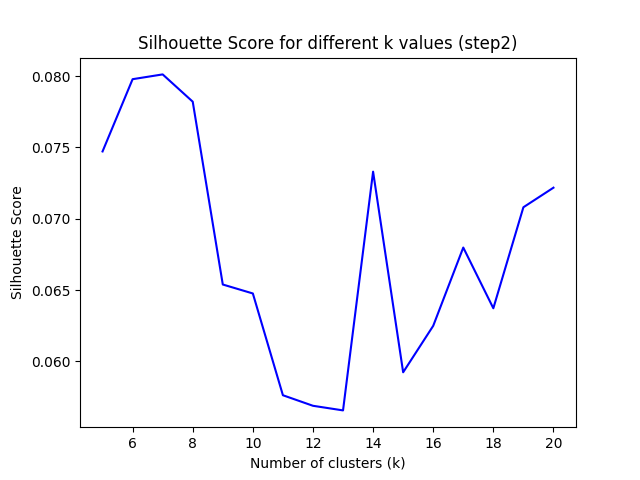 Silhouette Score for different k values (step2)
0.080
0.075
0.070
0.065
0.060
Silhouette Score
6 8 10 12 14 16 18 20
Number of clusters (k)